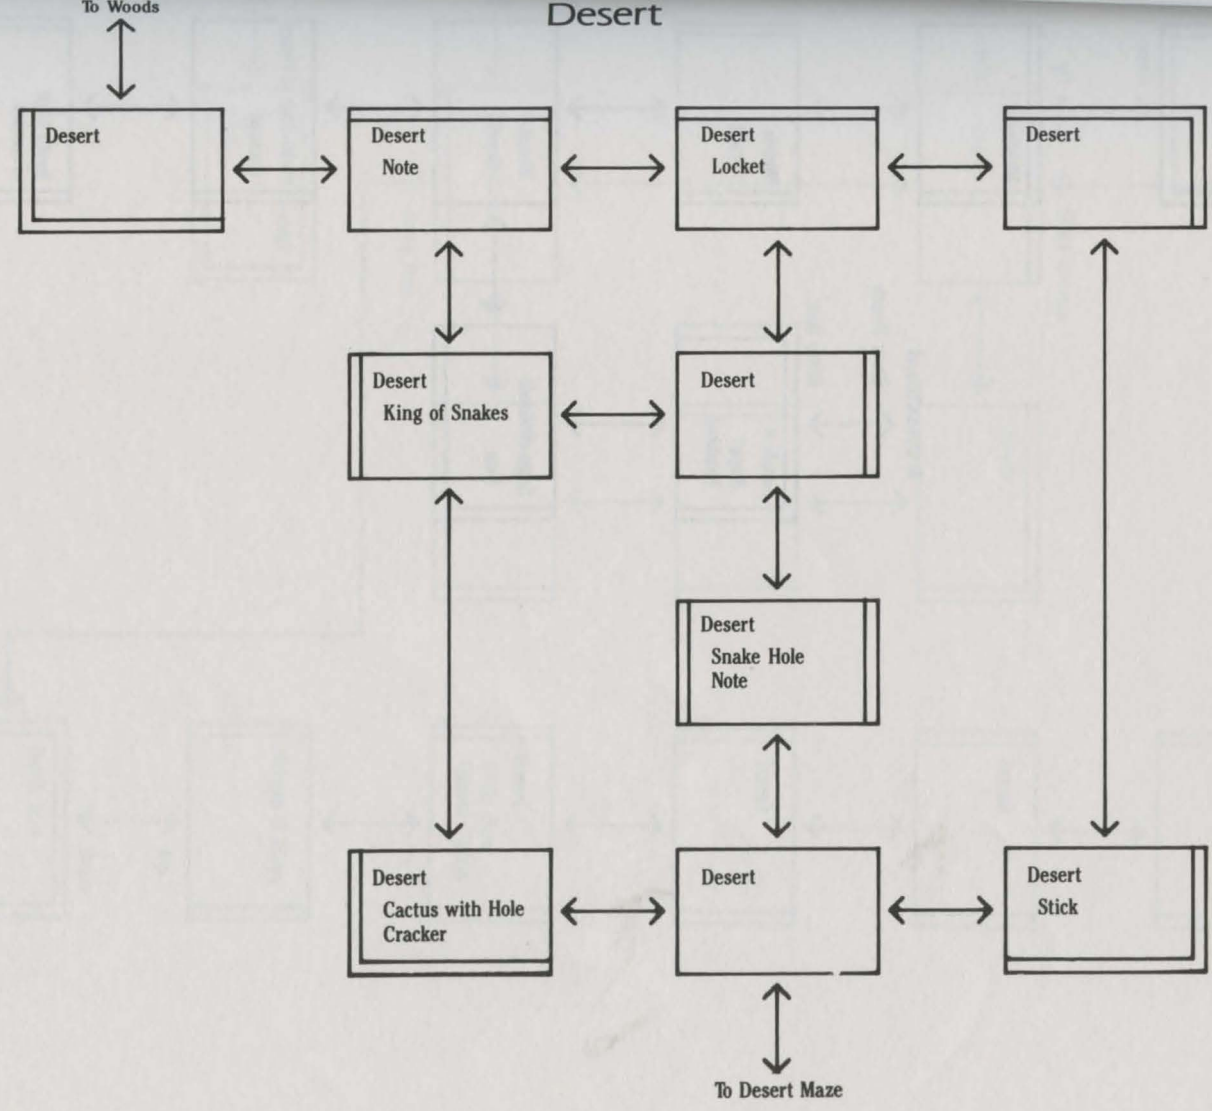 To Woods
Desert
Desert
Desert
Note
Desert
Locket
Desert
Desert
King of Snakes
Desert
Desert
Snake Hole
Note
Desert
Cactus with Hole
Cracker
Desert
Desert
Stick
To Desert Maze